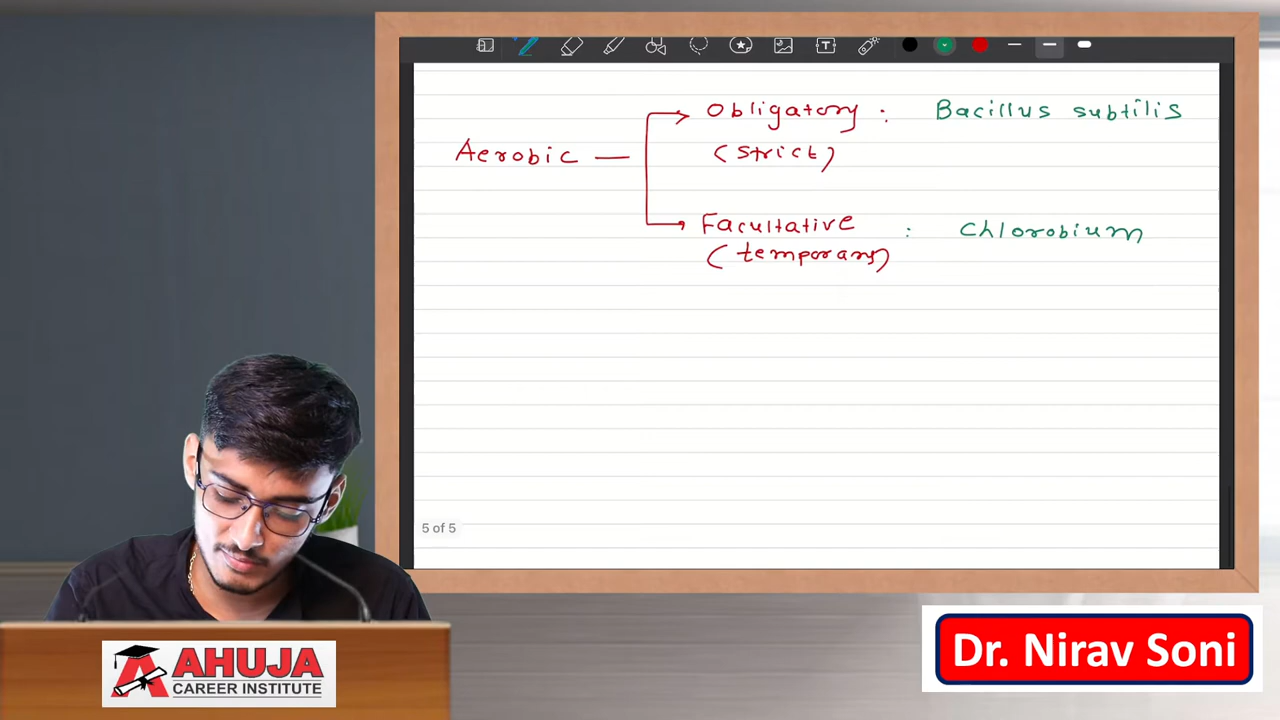 Obligatory : Bacillus subtilis
Aerobic — (strict)
Facultative : Chlorobium
(temporary)
5 of 5
AHUJA
CAREER INSTITUTE
Dr. Nirav Soni